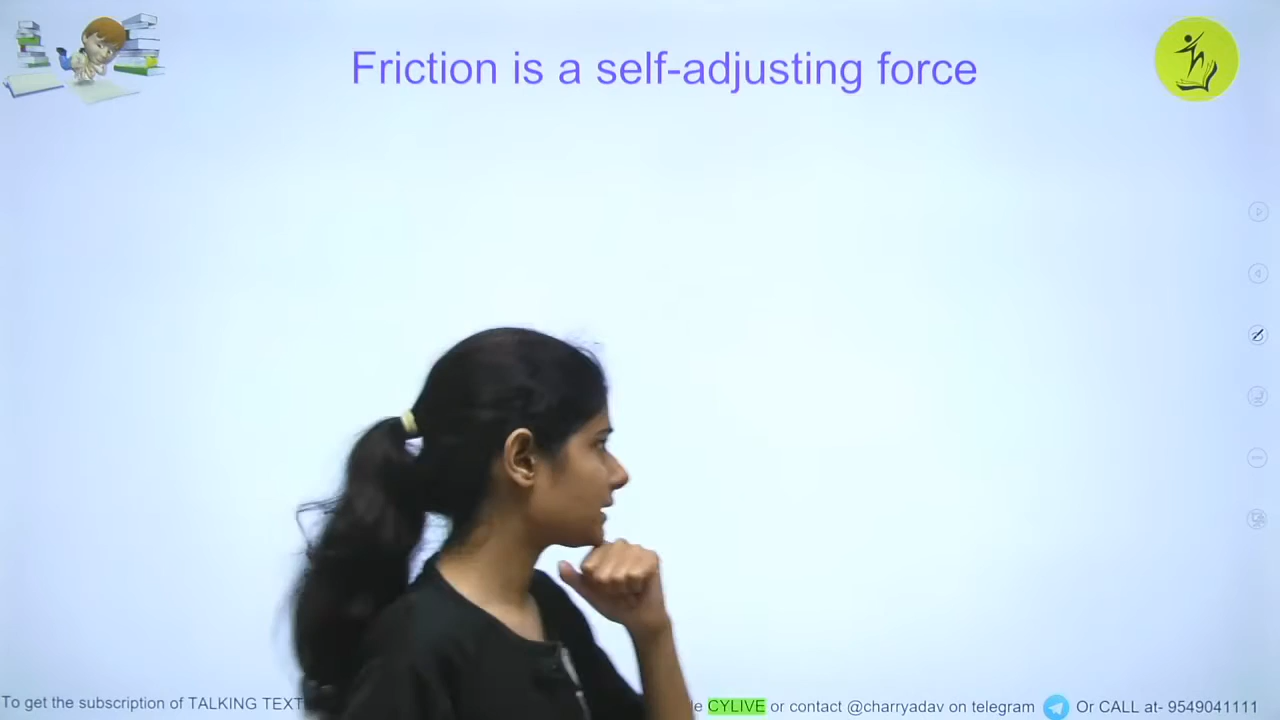 Friction is a self-adjusting force
To get the subscription of TALKING TEXT CYLIVE or contact @charryadav on telegram Or CALL at- 9549041111